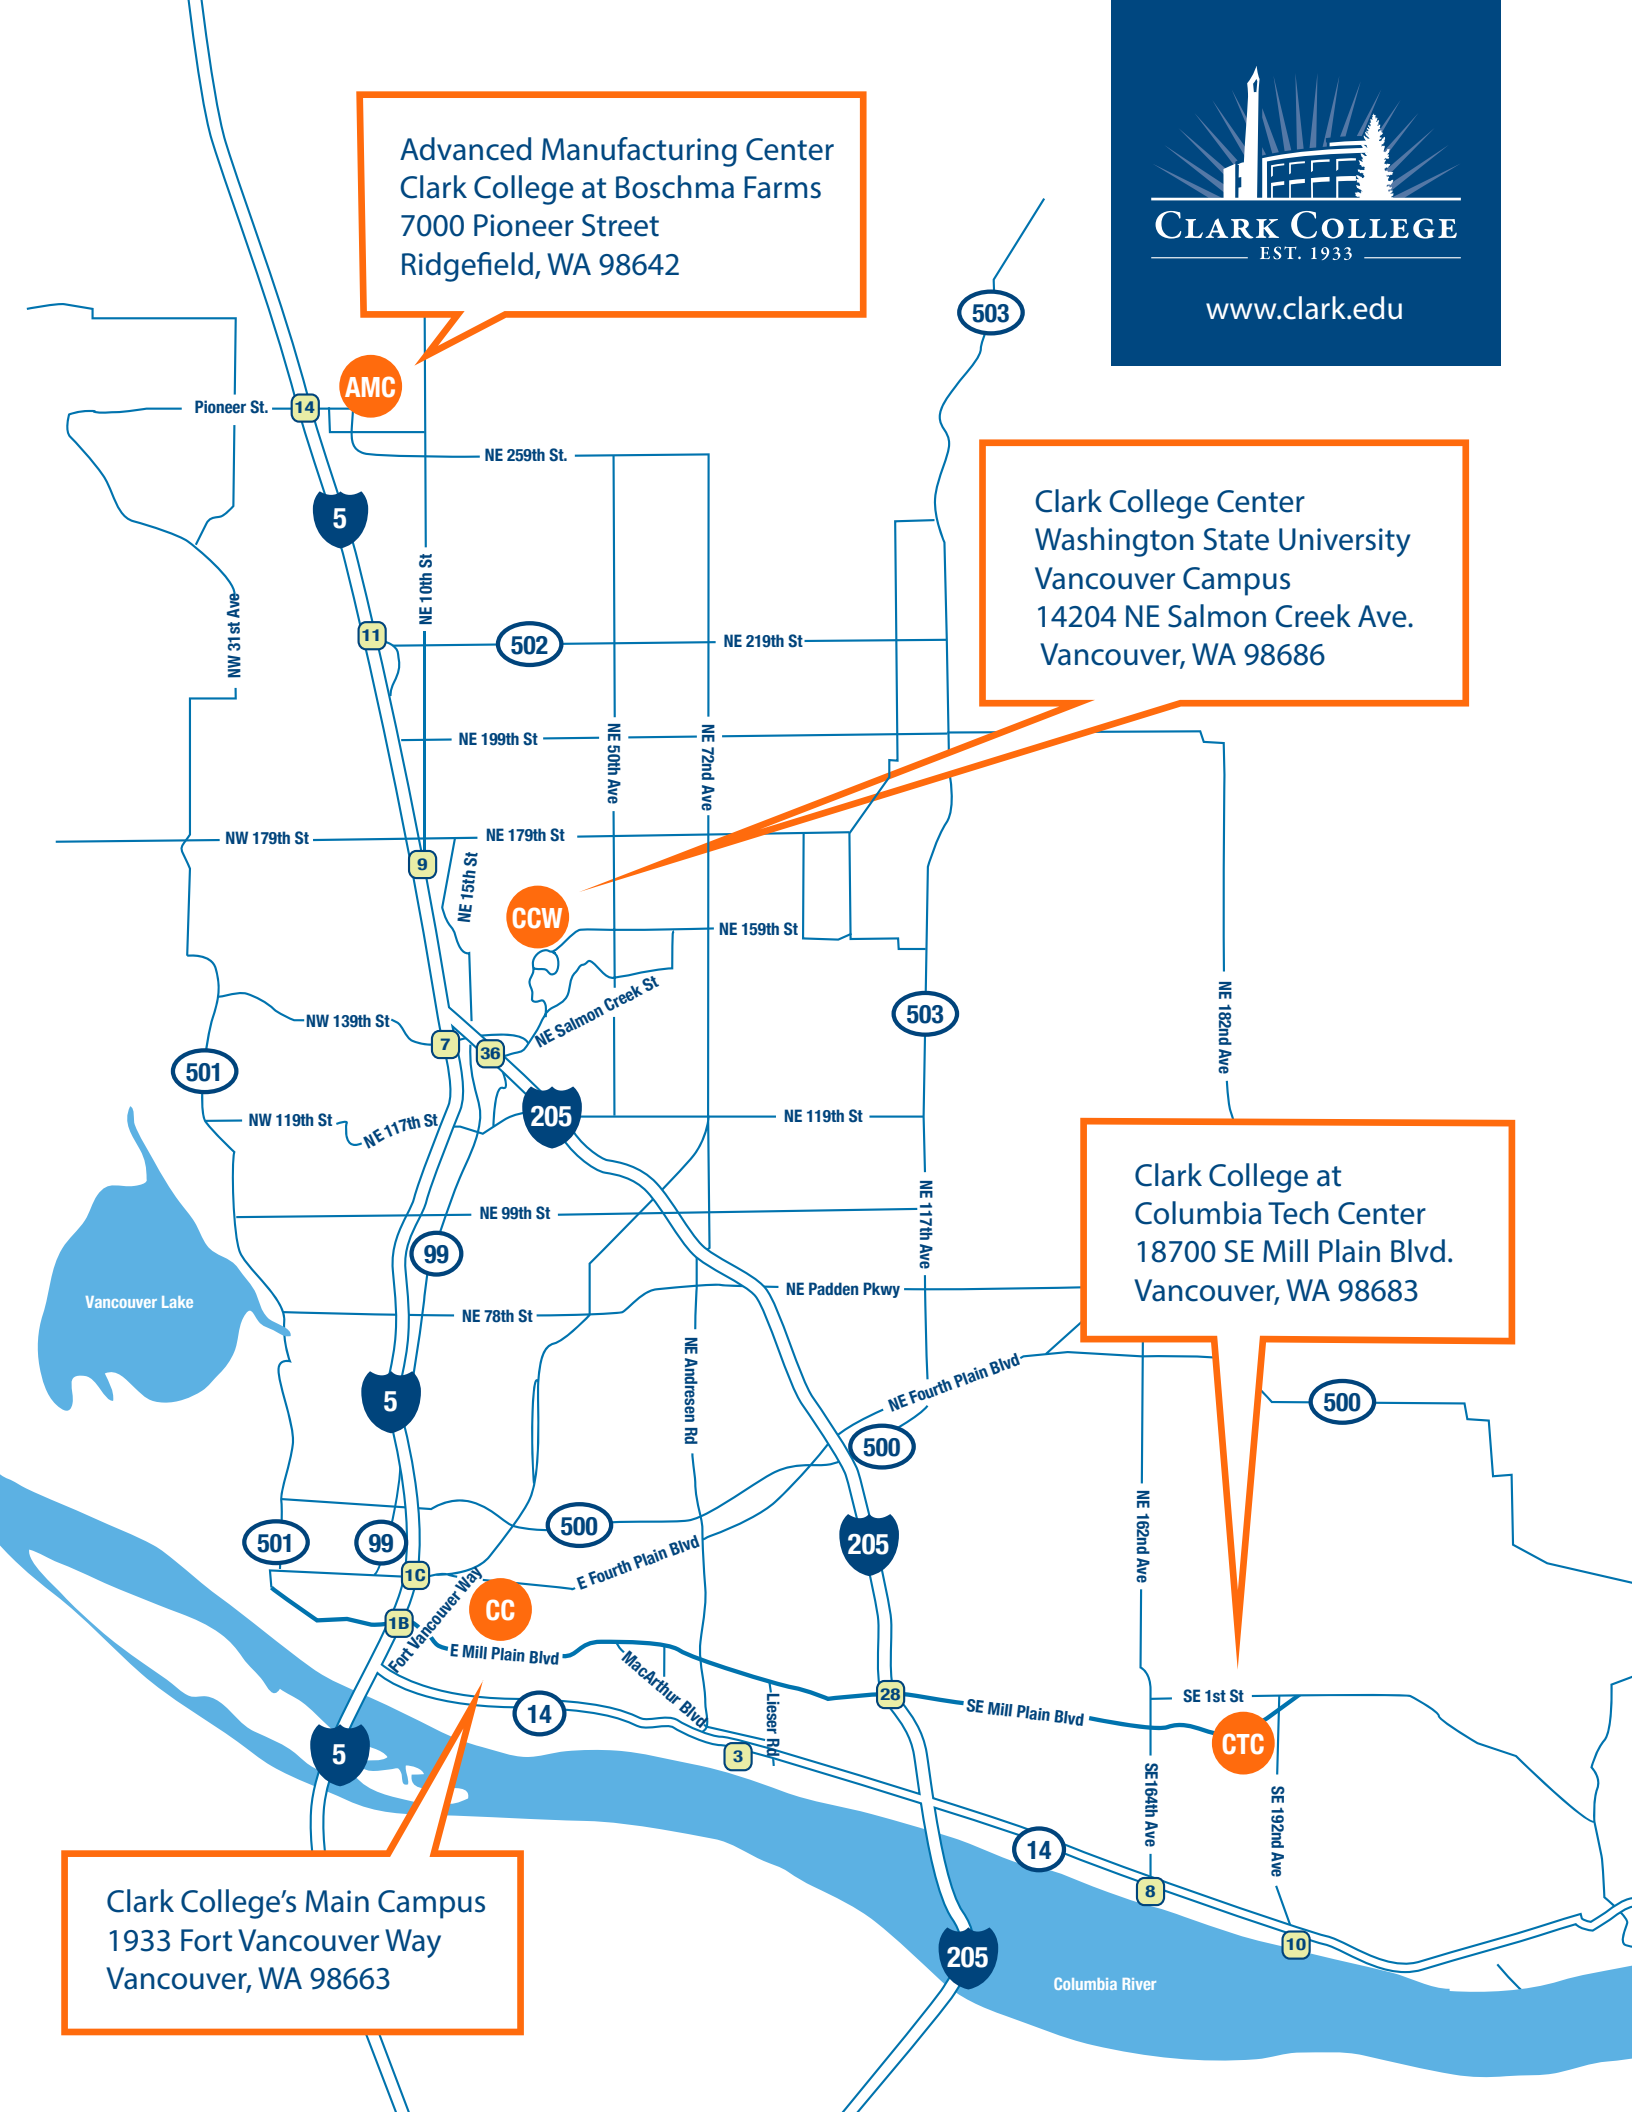 CLARK COLLEGE
EST. 1933
www.clark.edu
Advanced Manufacturing Center
Clark College at Boschma Farms
7000 Pioneer Street
Ridgefield, WA 98642
503
AMC
Pioneer St.
14
NE 259th St.
5
Clark College Center
Washington State University
Vancouver Campus
14204 NE Salmon Creek Ave.
Vancouver, WA 98686
NE 10th St
NW 31st Ave
11
502
NE 219th St
NE 199th St
NE 50th Ave
NE 72nd Ave
NW 179th St
NE 179th St
9
NE 15th St
CCW
NE 159th St
NE Salmon Creek St
NE 182nd Ave
503
NW 139th St
7
36
501
205
NW 119th St
NE 117th St
NE 119th St
NE 99th St
NE 117th Ave
99
Clark College at
Columbia Tech Center
18700 SE Mill Plain Blvd.
Vancouver, WA 98683
Vancouver Lake
NE 78th St
NE Padden Pkwy
NE Andresen Rd
NE Fourth Plain Blvd
5
500
500
NE 162nd Ave
501
99
500
205
E Fourth Plain Blvd
1C
CC
1B
Fort Vancouver Way
E Mill Plain Blvd
MacArthur Blvd
Lieser Rd
28
SE Mill Plain Blvd
SE 1st St
14
CTC
5
3
SE164th Ave
SE 192nd Ave
14
8
10
Clark College's Main Campus
1933 Fort Vancouver Way
Vancouver, WA 98663
205
Columbia River